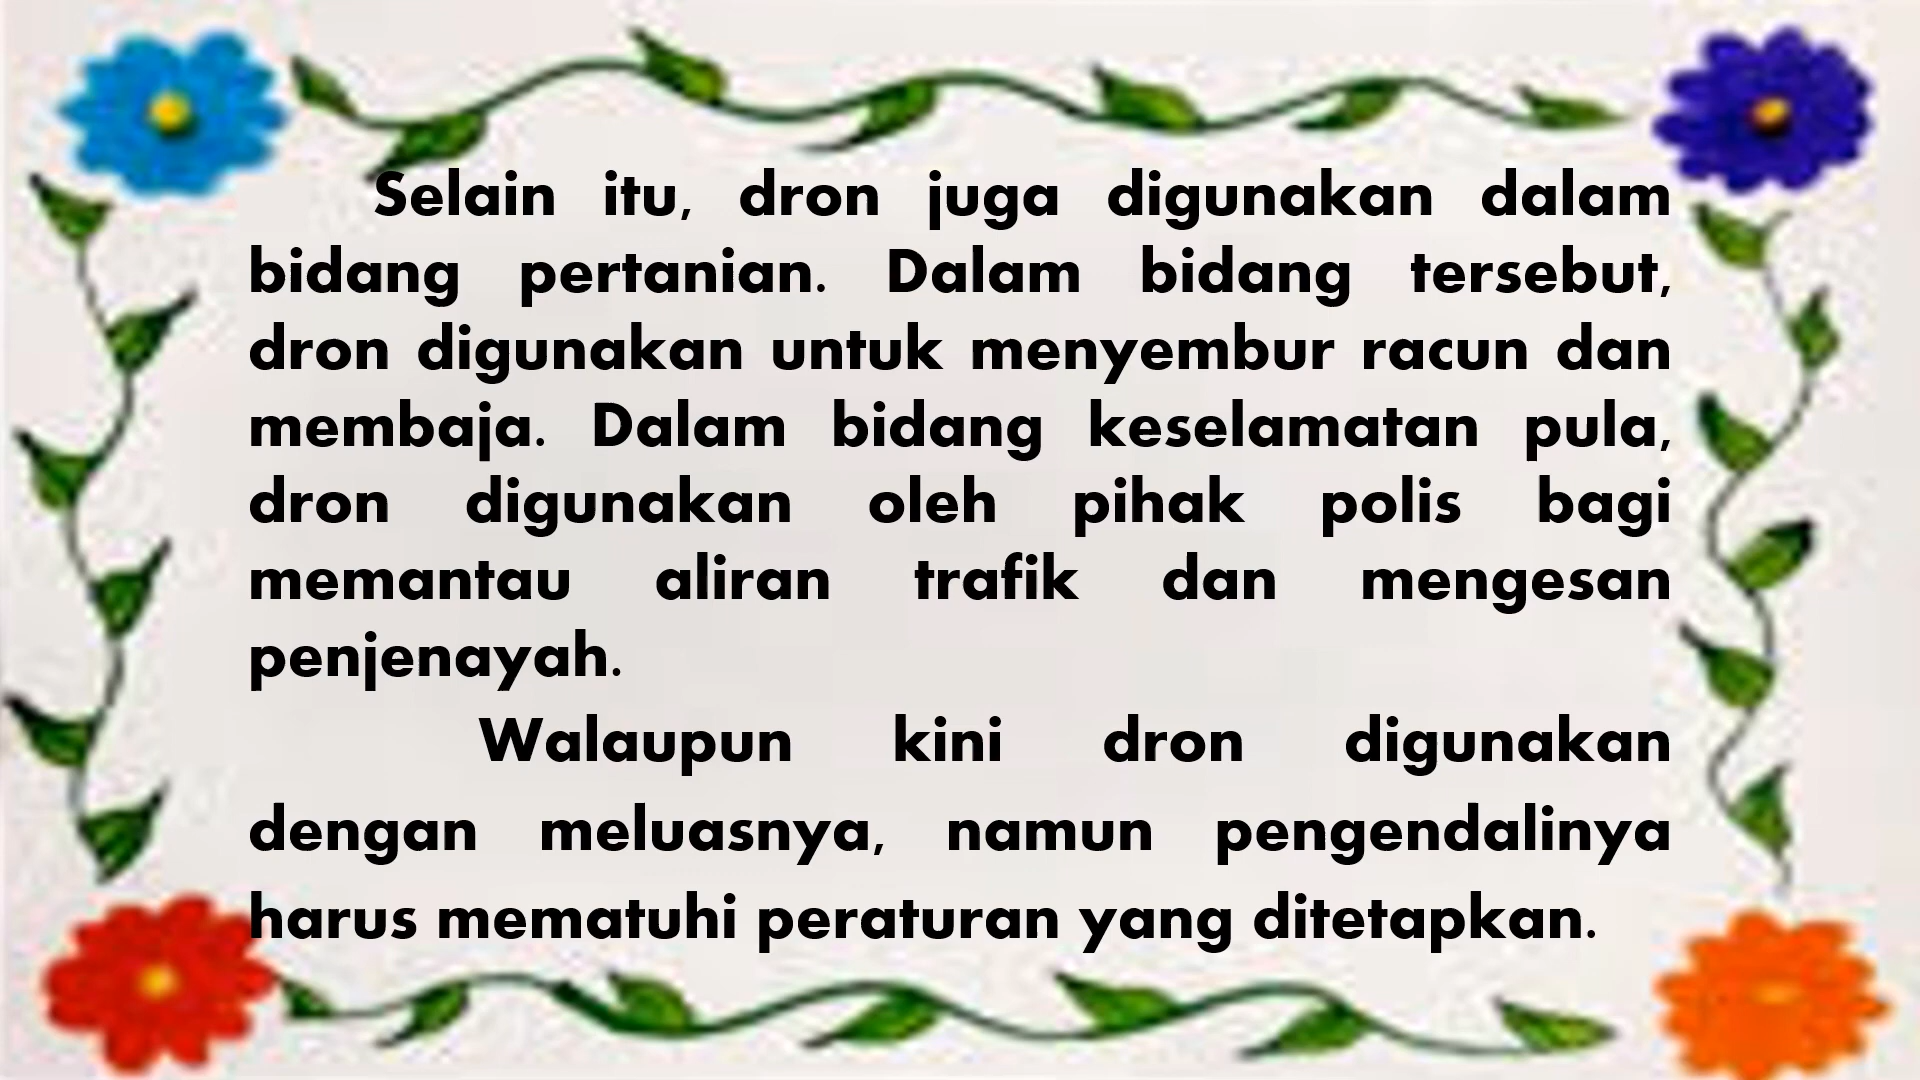 Selain itu, dron juga digunakan dalam
bidang pertanian. Dalam bidang tersebut,
dron digunakan untuk menyembur racun dan
membaja. Dalam bidang keselamatan pula,
dron digunakan oleh pihak polis bagi
memantau aliran trafik dan mengesan
penjenayah.
Walaupun kini dron digunakan
dengan meluasnya, namun pengendalinya
harus mematuhi peraturan yang ditetapkan.